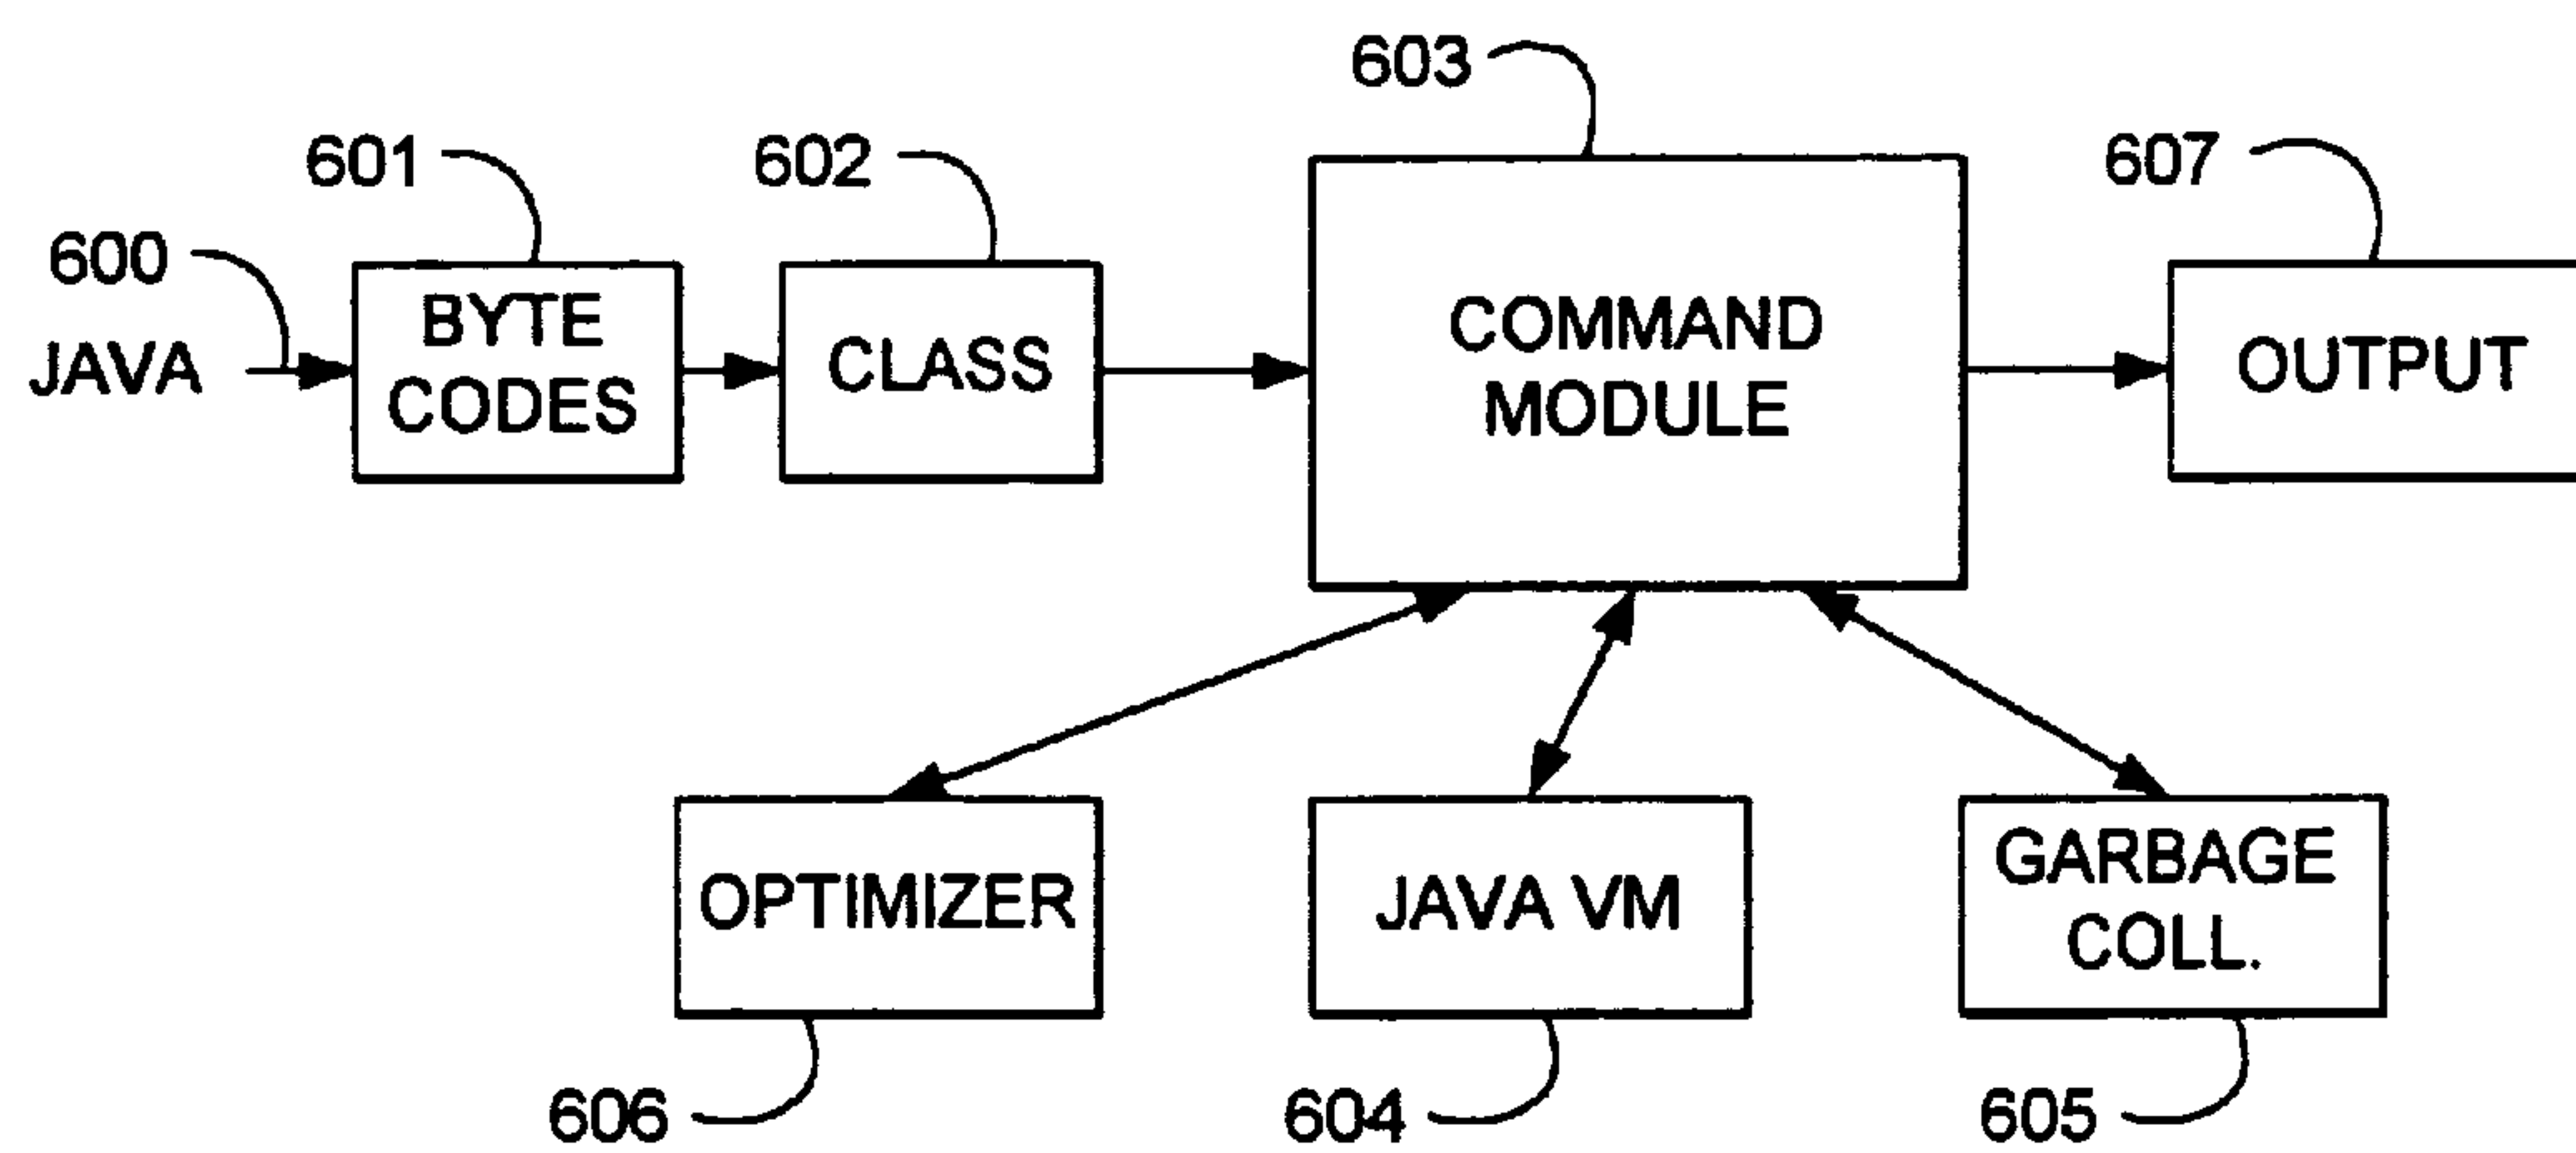 603
601
602
607
600
BYTE
CODES
JAVA
CLASS
COMMAND
MODULE
OUTPUT
OPTIMIZER
JAVA VM
GARBAGE
COLL.
606
604
605